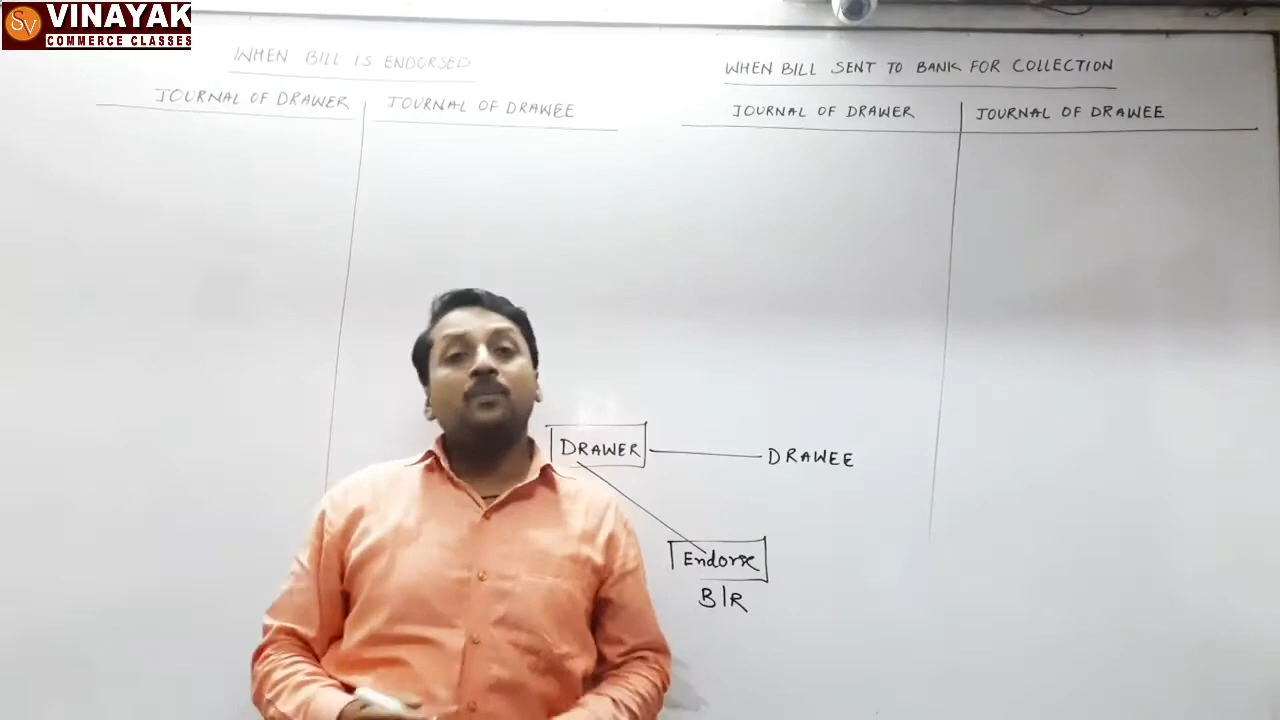 SV VINAYAK
COMMERCE CLASSES
WHEN BILL IS ENDORSED
JOURNAL OF DRAWER
JOURNAL OF DRAWEE
WHEN BILL SENT TO BANK FOR COLLECTION
JOURNAL OF DRAWER
JOURNAL OF DRAWEE
DRAWER
DRAWEE
Endorse
B/R